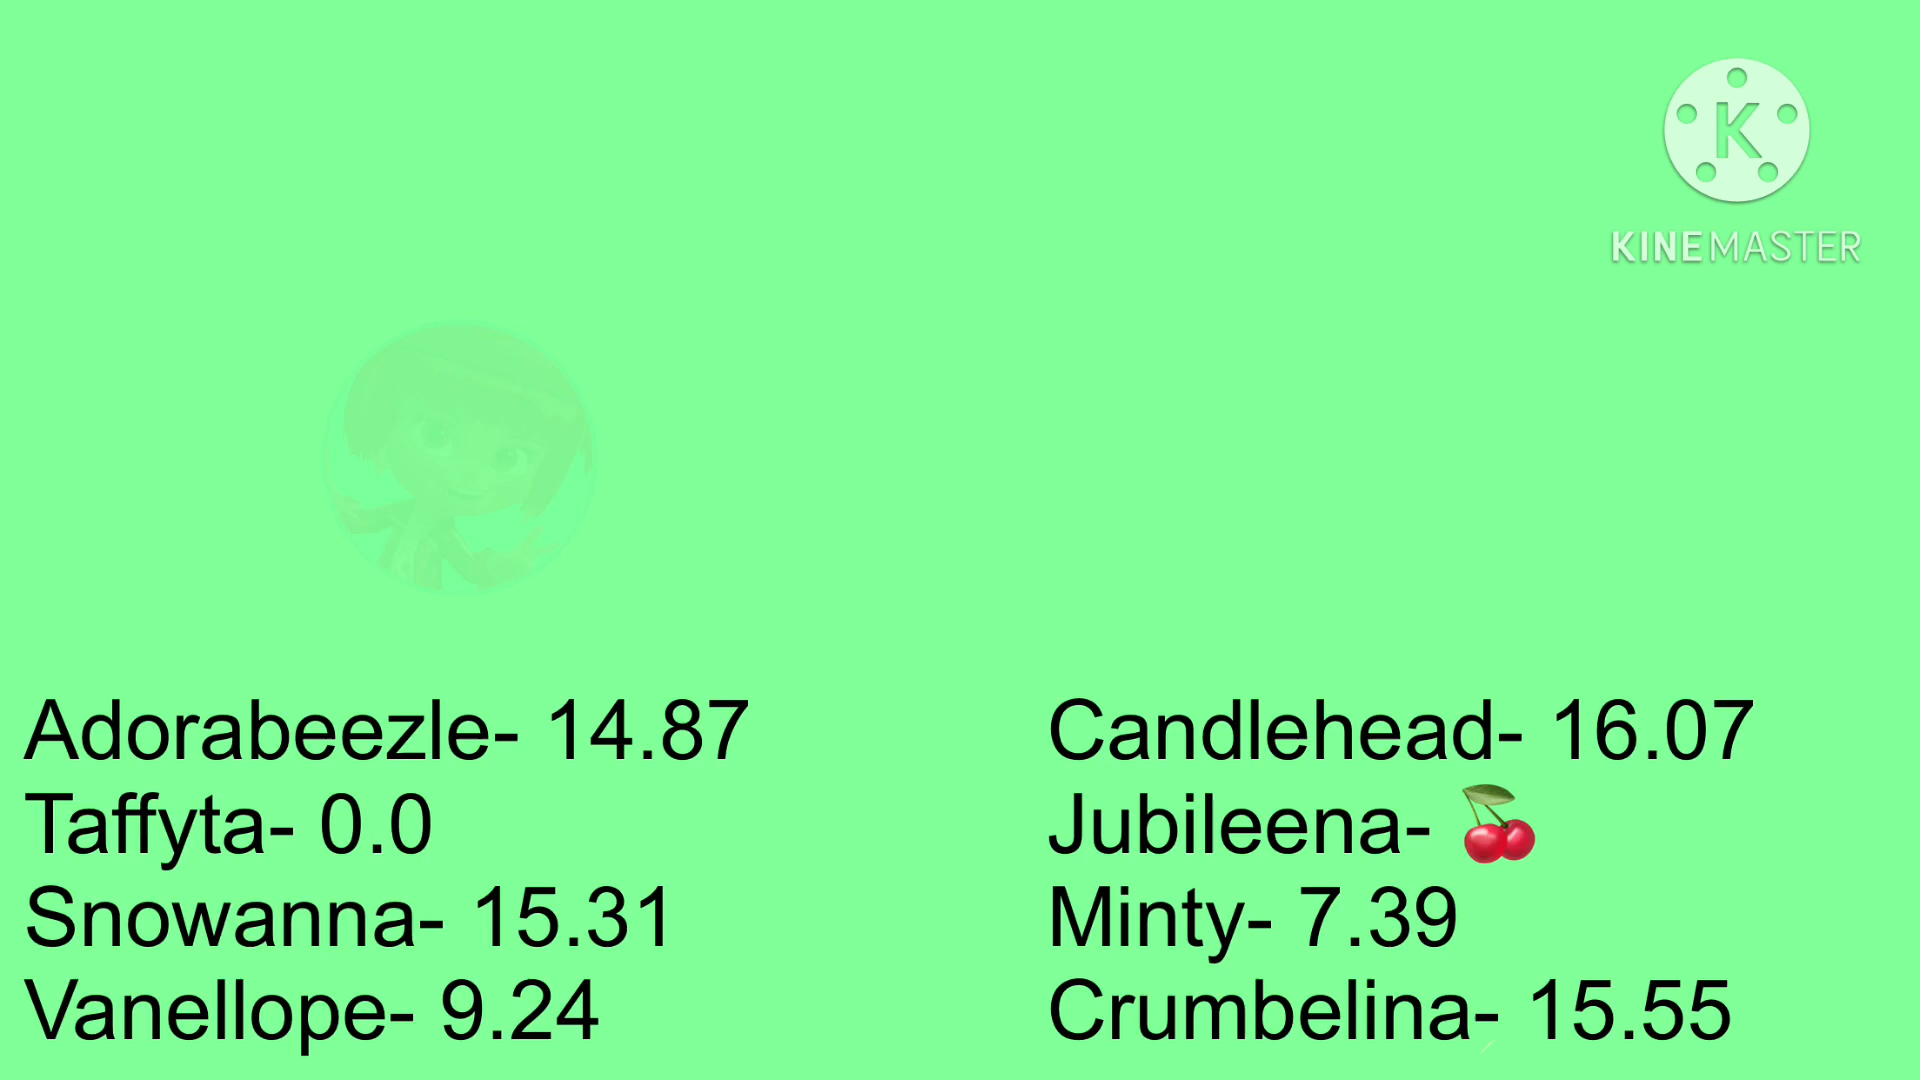 K
KINEMASTER
Adorabeezle- 14.87
Taffyta- 0.0
Snowanna- 15.31
Vanellope- 9.24
Candlehead- 16.07
Jubileena- 🍒
Minty- 7.39
Crumbelina- 15.55